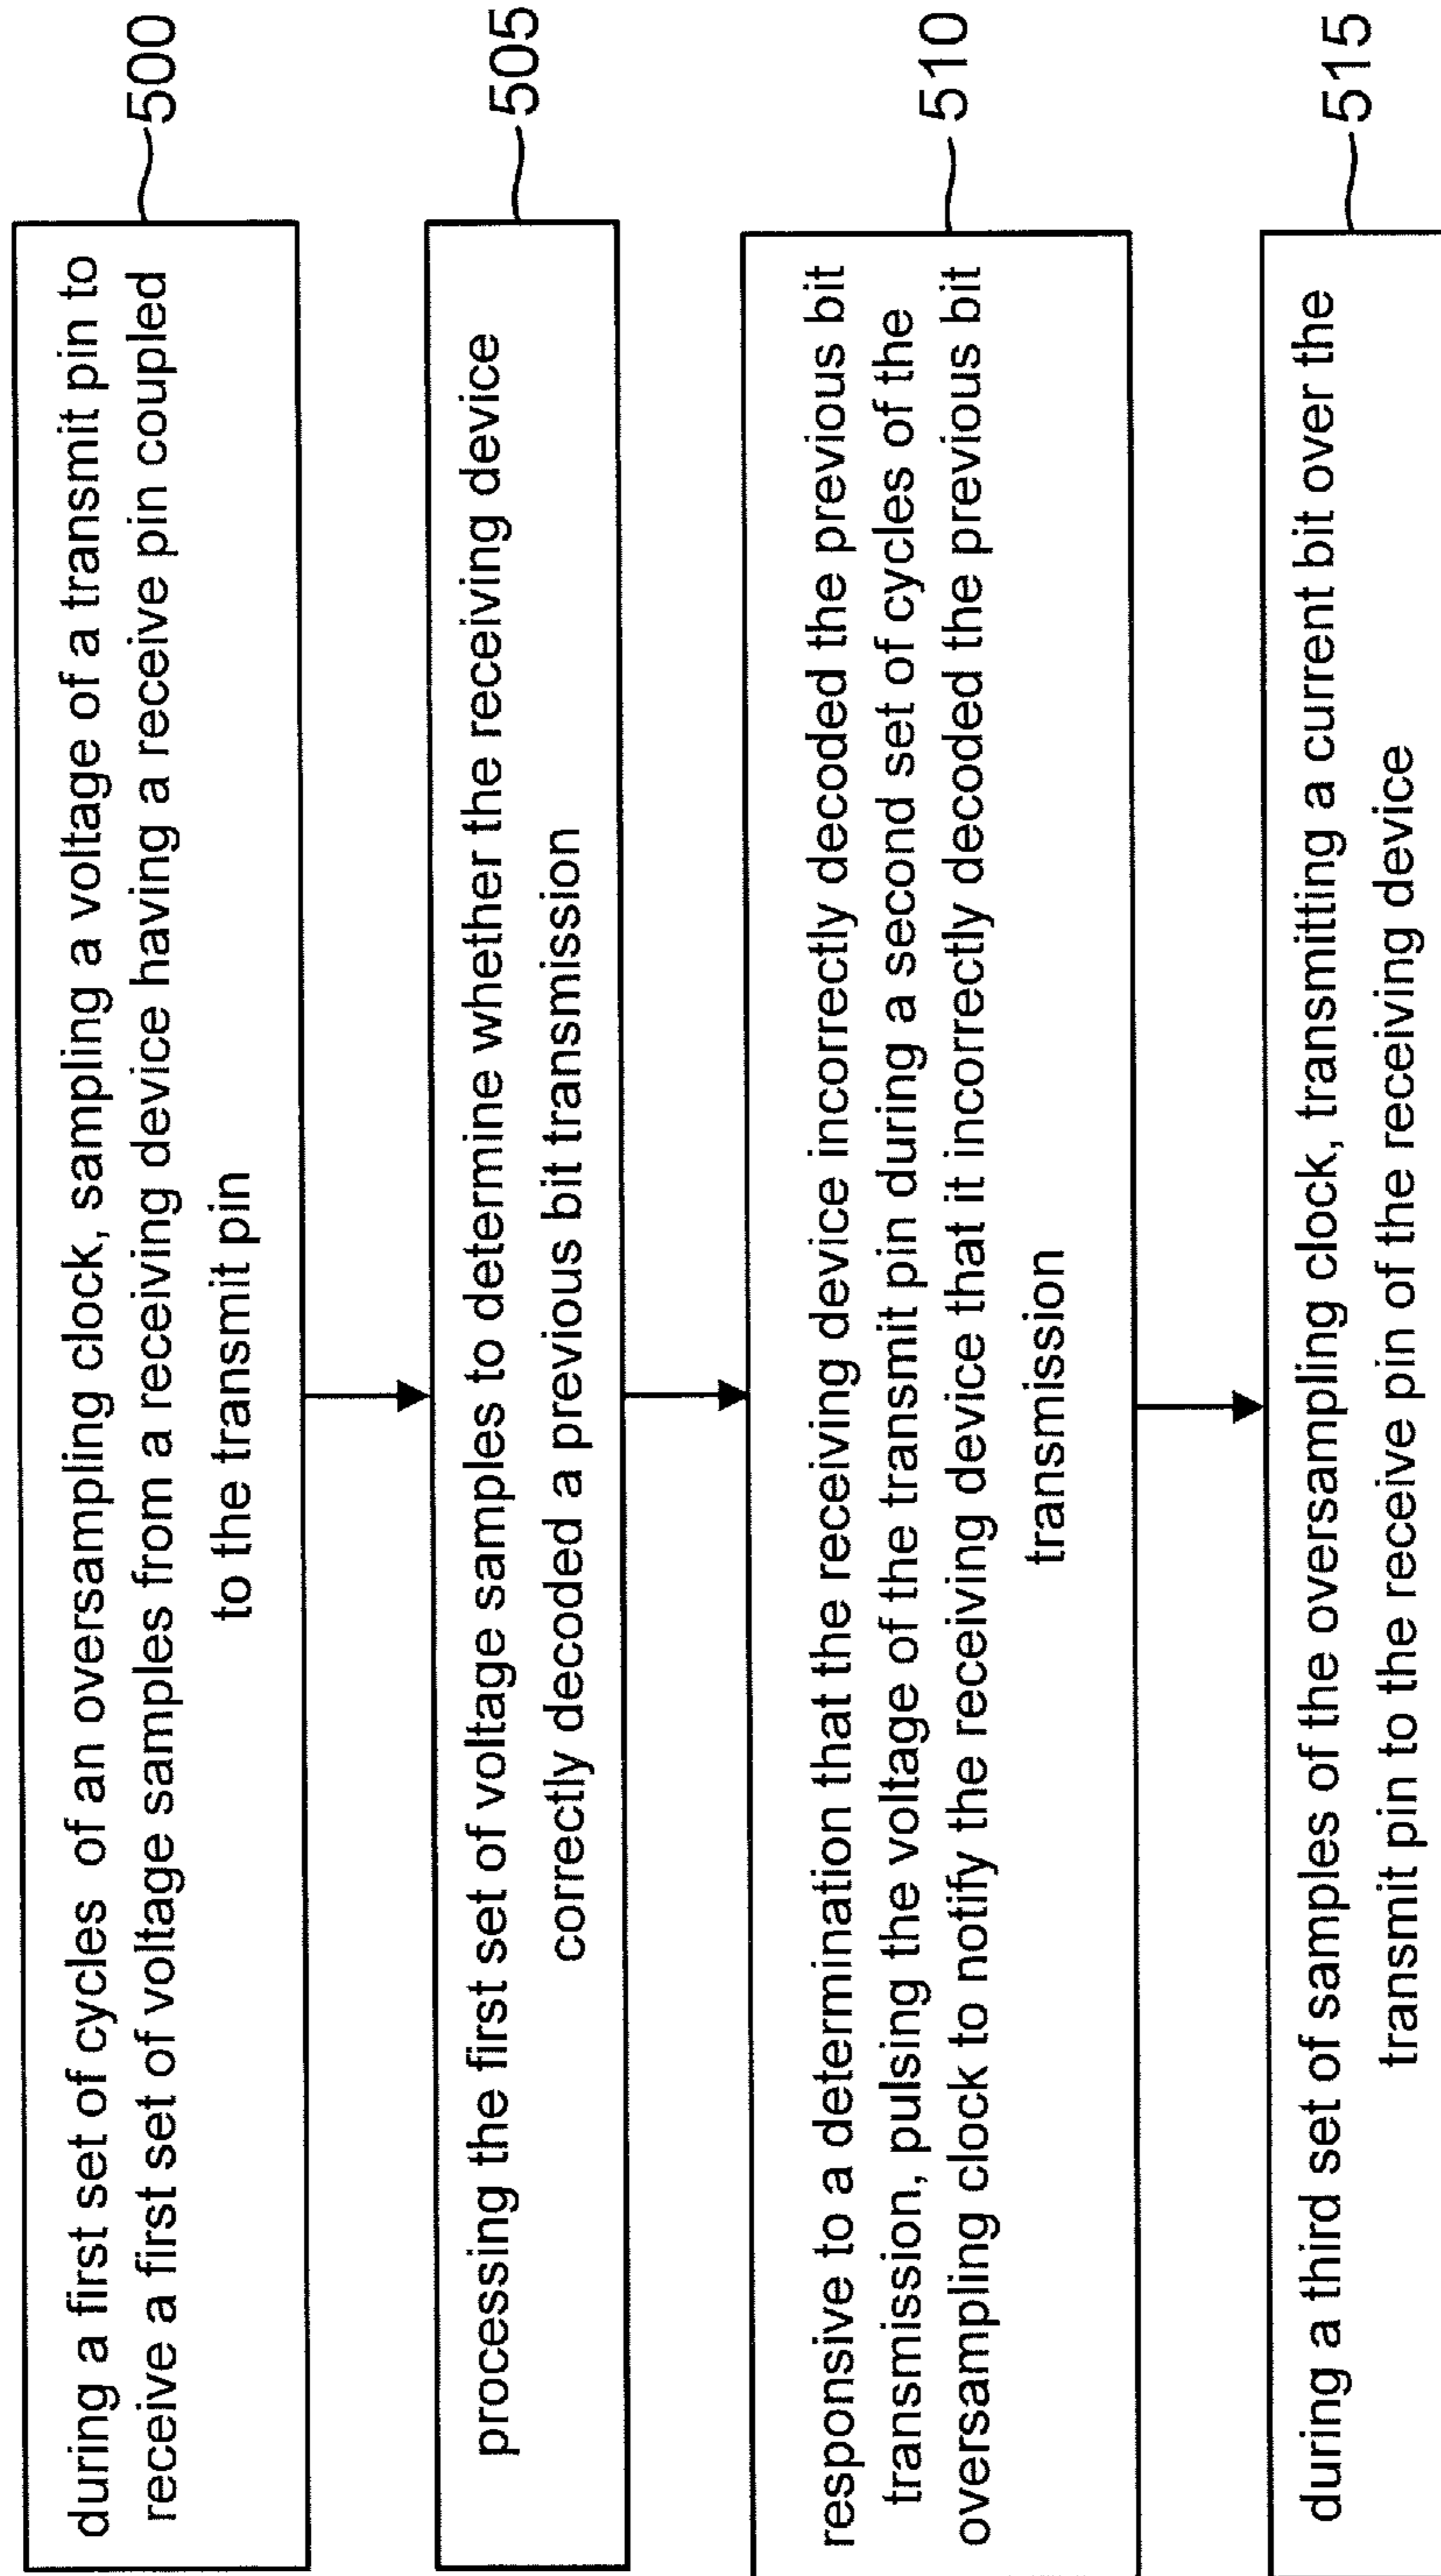 during a first set of cycles of an oversampling clock, sampling a voltage of a transmit pin to
receive a first set of voltage samples from a receiving device having a receive pin coupled
to the transmit pin
500
processing the first set of voltage samples to determine whether the receiving device
correctly decoded a previous bit transmission
505
responsive to a determination that the receiving device incorrectly decoded the previous bit
transmission, pulsing the voltage of the transmit pin during a second set of cycles of the
oversampling clock to notify the receiving device that it incorrectly decoded the previous bit
transmission
510
during a third set of samples of the oversampling clock, transmitting a current bit over the
transmit pin to the receive pin of the receiving device
515